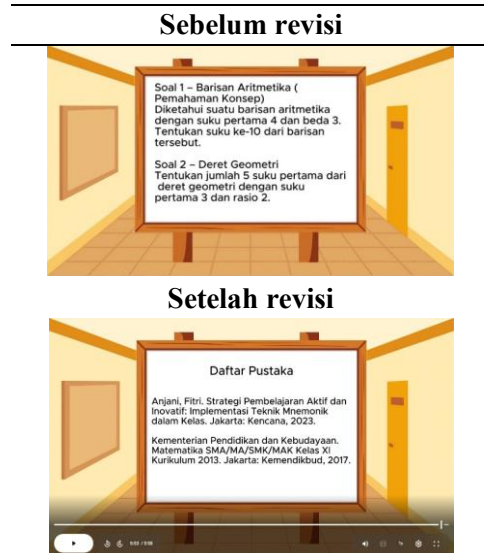 Sebelum revisi
Soal 1 – Barisan Aritmetika (
Pemahaman Konsep)
Diketahui suatu barisan aritmetika
dengan suku pertama 4 dan beda 3.
Tentukan suku ke-10 dari barisan
tersebut.
Soal 2 – Deret Geometri
Tentukan jumlah 5 suku pertama dari
deret geometri dengan suku
pertama 3 dan rasio 2.
Setelah revisi
Daftar Pustaka
Anjani, Fitri. Strategi Pembelajaran Aktif dan
Inovatif: Implementasi Teknik Mnemonik
dalam Kelas. Jakarta: Kencana, 2023.
Kementerian Pendidikan dan Kebudayaan.
Matematika SMA/MA/SMK/MAK Kelas XI
Kurikulum 2013. Jakarta: Kemendikbud, 2017.